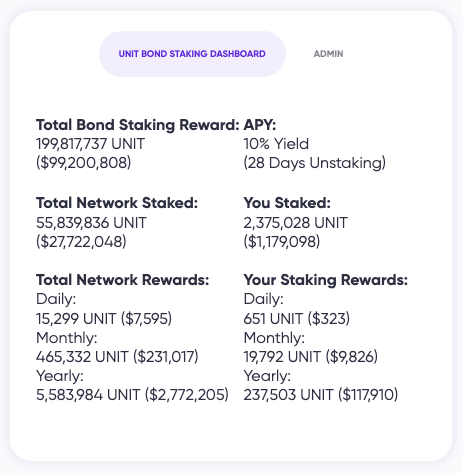 UNIT BOND STAKING DASHBOARD
ADMIN
Total Bond Staking Reward:
199,817,737 UNIT
($99,200,808)
APY:
10% Yield
(28 Days Unstaking)
Total Network Staked:
55,839,836 UNIT
($27,722,048)
You Staked:
2,375,028 UNIT
($1,179,098)
Total Network Rewards:
Daily:
15,299 UNIT ($7,595)
Monthly:
465,332 UNIT ($231,017)
Yearly:
5,583,984 UNIT ($2,772,205)
Your Staking Rewards:
Daily:
651 UNIT ($323)
Monthly:
19,792 UNIT ($9,826)
Yearly:
237,503 UNIT ($117,910)